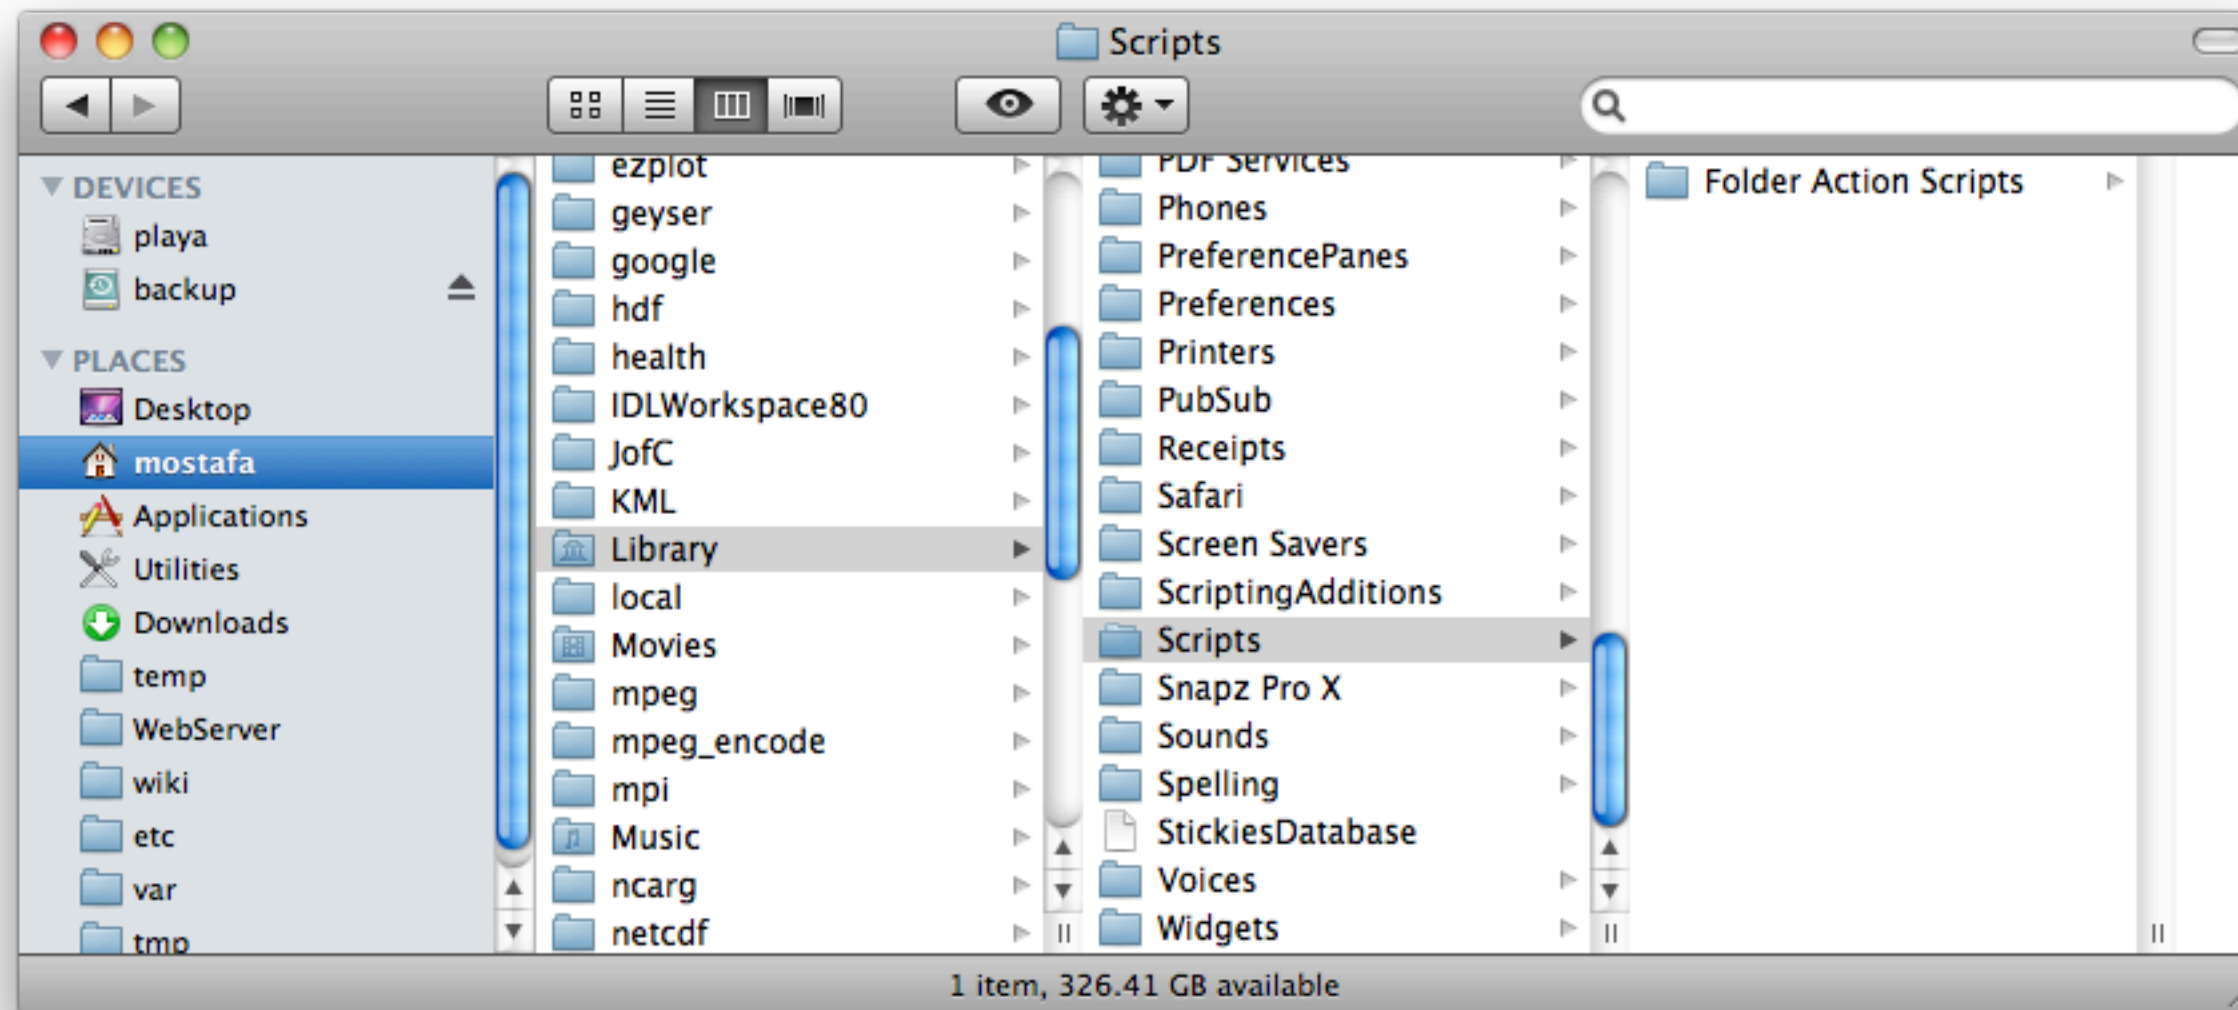 Scripts
DEVICES
playa
backup
PLACES
Desktop
mostafa
Applications
Utilities
Downloads
temp
WebServer
wiki
etc
var
tmp
ezplot
geyser
google
hdf
health
IDLWorkspace80
JofC
KML
Library
local
Movies
mpeg
mpeg_encode
mpi
Music
ncarg
netcdf
PDF Services
Phones
PreferencePanes
Preferences
Printers
PubSub
Receipts
Safari
Screen Savers
ScriptingAdditions
Scripts
Snapz Pro X
Sounds
Spelling
StickiesDatabase
Voices
Widgets
Folder Action Scripts
1 item, 326.41 GB available